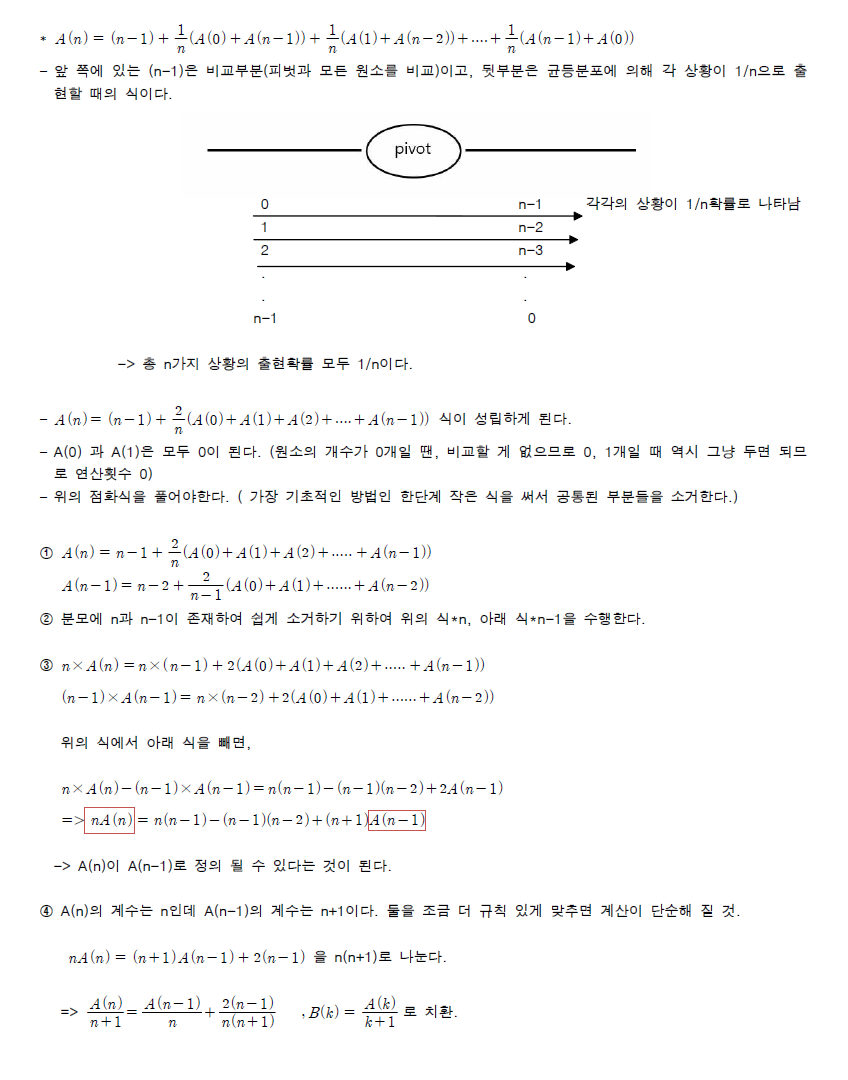 * A(n) = (n-1) + 1/n(A(0)+A(n-1)) + 1/n(A(1)+A(n-2)) + .... + 1/n(A(n-1)+A(0))
- 앞 쪽에 있는 (n-1)은 비교부분(피벗과 모든 원소를 비교)이고, 뒷부분은 균등분포에 의해 각 상황이 1/n으로 출
현할 때의 식이다.
pivot
0 n-1 각각의 상황이 1/n확률로 나타남
1 n-2
2 n-3
. .
. .
n-1 0
-> 총 n가지 상황의 출현확률 모두 1/n이다.
- A(n) = (n-1) + 2/n(A(0)+A(1)+A(2)+....+A(n-1)) 식이 성립하게 된다.
- A(0) 과 A(1)은 모두 0이 된다. (원소의 개수가 0개일 땐, 비교할 게 없으므로 0, 1개일 때 역시 그냥 두면 되므
로 연산횟수 0)
- 위의 점화식을 풀어야한다. ( 가장 기초적인 방법인 한단계 작은 식을 써서 공통된 부분들을 소거한다.)
① A(n) = n-1 + 2/n(A(0)+A(1)+A(2)+..... +A(n-1))
A(n-1) = n-2 + 2/(n-1)(A(0)+A(1)+......+A(n-2))
② 분모에 n과 n-1이 존재하여 쉽게 소거하기 위하여 위의 식*n, 아래 식*n-1을 수행한다.
③ n×A(n) = n×(n-1) + 2(A(0)+A(1)+A(2)+..... +A(n-1))
(n-1)×A(n-1) = n×(n-2) + 2(A(0)+A(1)+......+A(n-2))
위의 식에서 아래 식을 빼면,
n×A(n)-(n-1)×A(n-1) = n(n-1)-(n-1)(n-2)+2A(n-1)
=> nA(n) = n(n-1)-(n-1)(n-2)+(n+1)A(n-1)
-> A(n)이 A(n-1)로 정의 될 수 있다는 것이 된다.
④ A(n)의 계수는 n인데 A(n-1)의 계수는 n+1이다. 둘을 조금 더 규칙 있게 맞추면 계산이 단순해 질 것.
nA(n) = (n+1)A(n-1) + 2(n-1) 을 n(n+1)로 나눈다.
=> A(n)/(n+1) = A(n-1)/n + 2(n-1)/(n(n+1)) , B(k) = A(k)/(k+1) 로 치환.